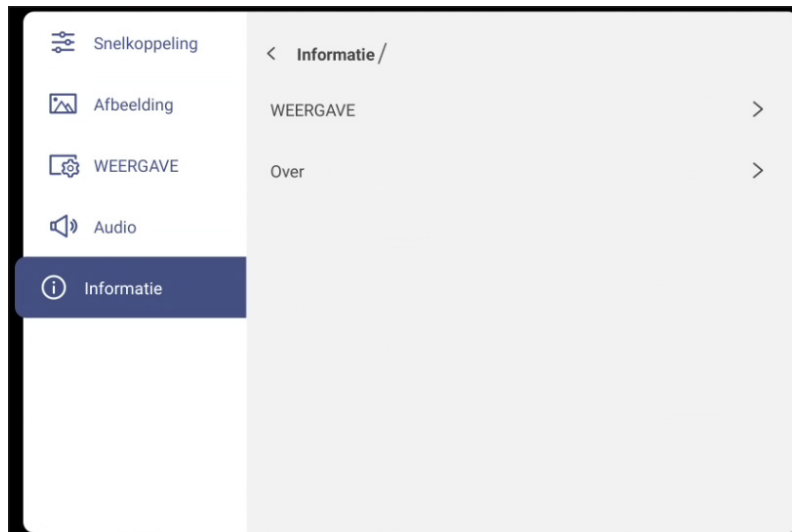 Snelkoppeling
Afbeelding
WEERGAVE
Audio
Informatie
Informatie /
WEERGAVE
Over